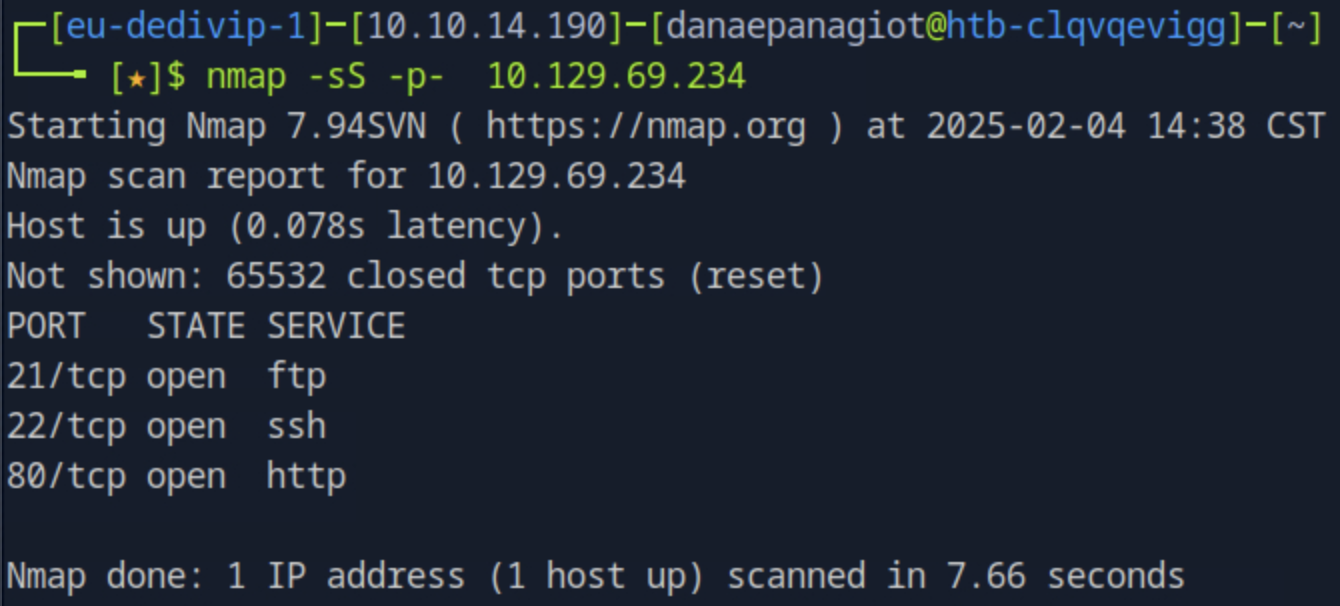 ┌─[eu-dedivip-1]─[10.10.14.190]─[danaepanagiot@htb-clqvqevigg]─[~]
└──╼ [★]$ nmap -sS -p-  10.129.69.234
Starting Nmap 7.94SVN ( https://nmap.org ) at 2025-02-04 14:38 CST
Nmap scan report for 10.129.69.234
Host is up (0.078s latency).
Not shown: 65532 closed tcp ports (reset)
PORT   STATE SERVICE
21/tcp open  ftp
22/tcp open  ssh
80/tcp open  http
Nmap done: 1 IP address (1 host up) scanned in 7.66 seconds